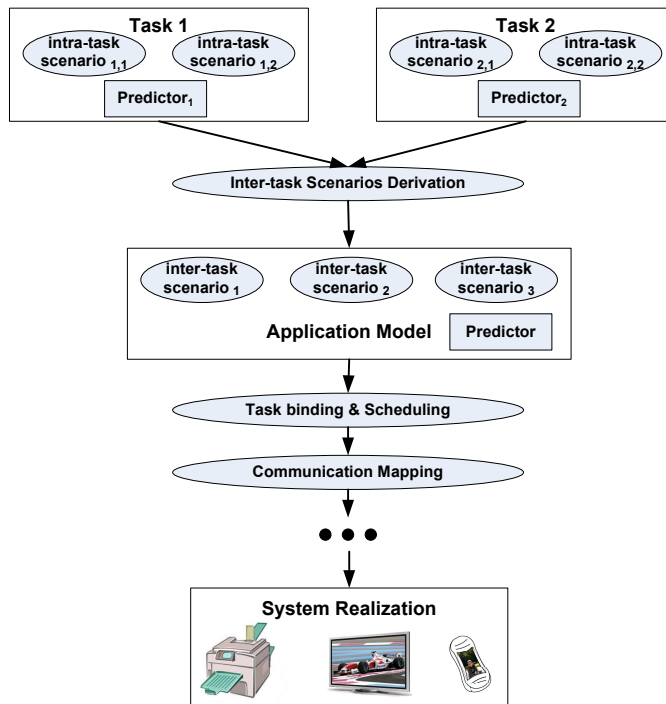 Task 1
intra-task
scenario 1,1
intra-task
scenario 1,2
Predictor1
Task 2
intra-task
scenario 2,1
intra-task
scenario 2,2
Predictor2
Inter-task Scenarios Derivation
inter-task
scenario 1
inter-task
scenario 2
inter-task
scenario 3
Application Model
Predictor
Task binding & Scheduling
Communication Mapping
System Realization